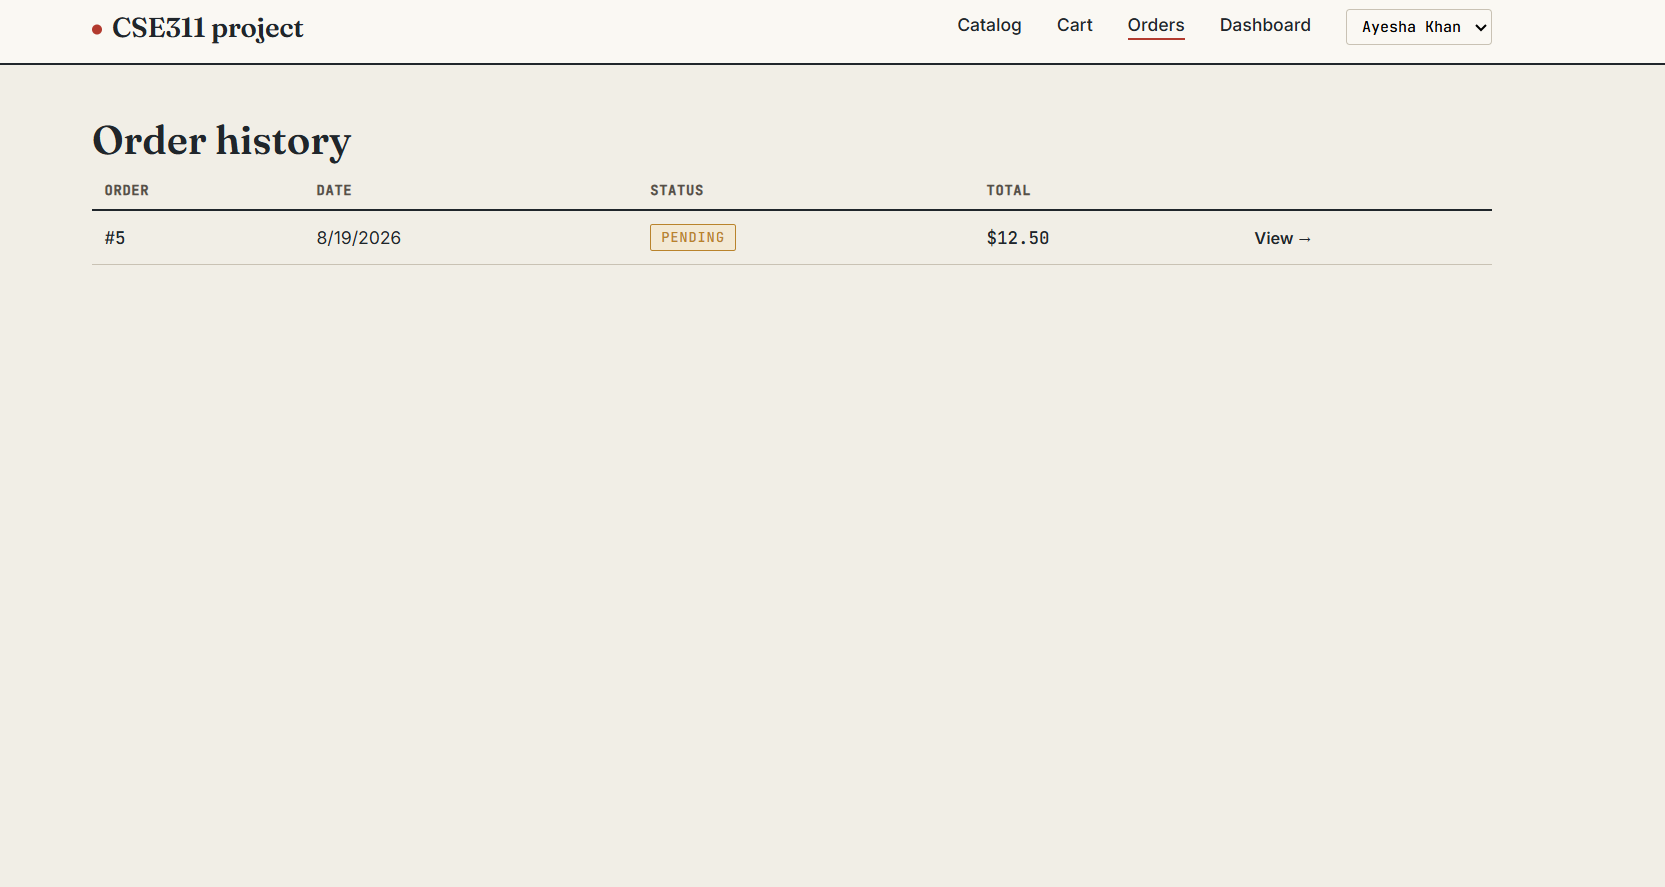 CSE311 project
Catalog Cart Orders Dashboard Ayesha Khan
Order history
ORDER DATE STATUS TOTAL
#5 8/19/2026 PENDING $12.50 View →